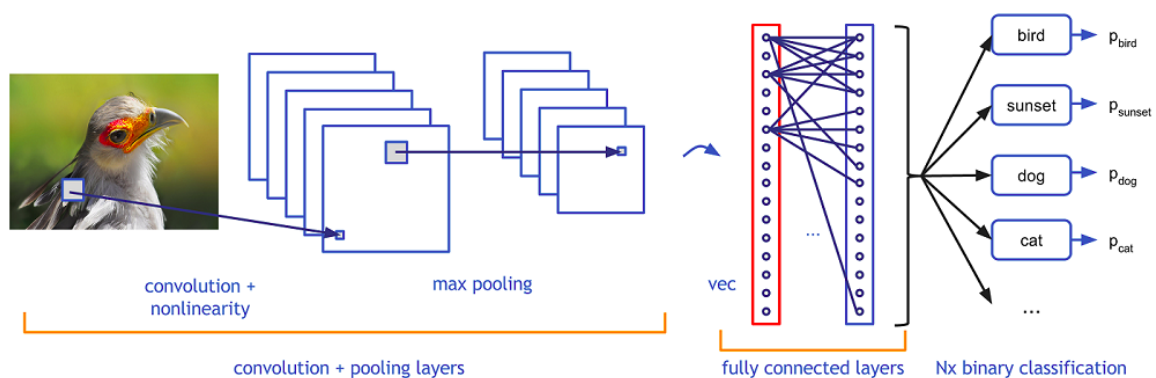 bird
p_bird
sunset
p_sunset
dog
p_dog
cat
p_cat
...
...
convolution +
nonlinearity
max pooling
vec
convolution + pooling layers
fully connected layers
Nx binary classification